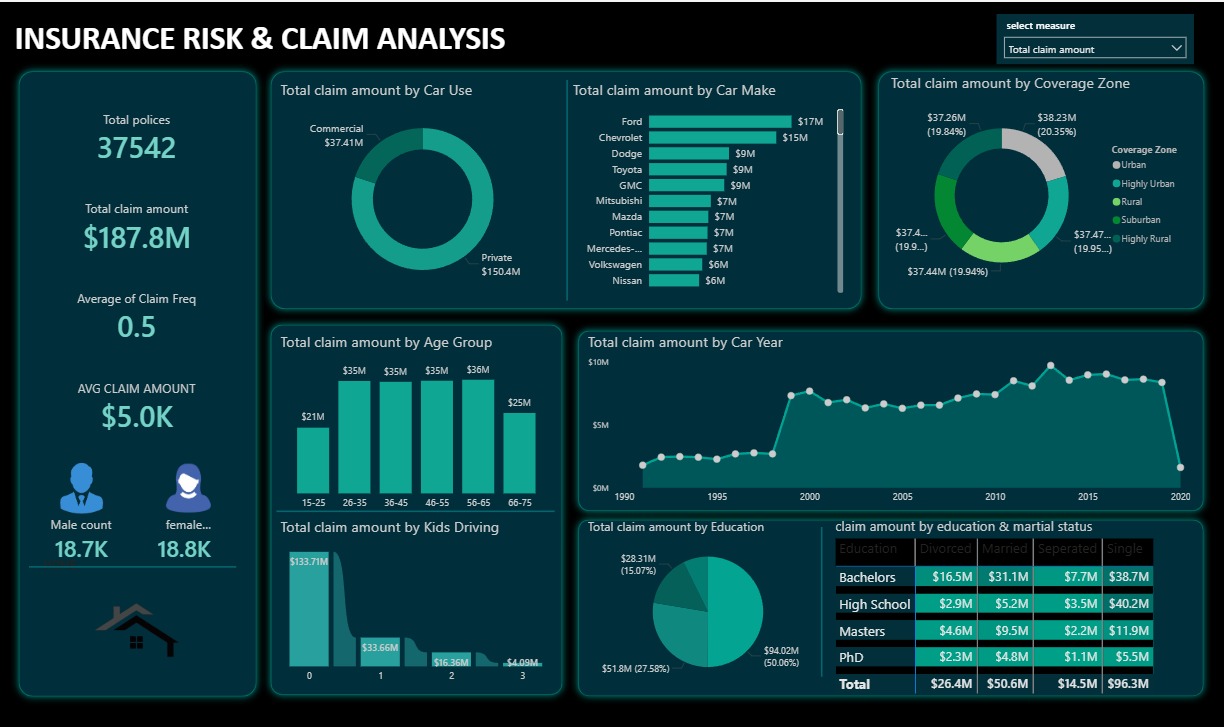 INSURANCE RISK & CLAIM ANALYSIS
select measure
Total claim amount
Total polices
37542
Total claim amount
$187.8M
Average of Claim Freq
0.5
AVG CLAIM AMOUNT
$5.0K
Male count
18.7K
female...
18.8K
Total claim amount by Car Use
Commercial
$37.41M
Private
$150.4M
Total claim amount by Car Make
Ford $17M
Chevrolet $15M
Dodge $9M
Toyota $9M
GMC $9M
Mitsubishi $7M
Mazda $7M
Pontiac $7M
Mercedes-... $7M
Volkswagen $6M
Nissan $6M
Total claim amount by Coverage Zone
$37.26M
(19.84%)
$38.23M
(20.35%)
$37.4...
(19.9...)
$37.47...
(19.95...)
$37.44M (19.94%)
Coverage Zone
Urban
Highly Urban
Rural
Suburban
Highly Rural
Total claim amount by Age Group
$21M $35M $35M $35M $36M $25M
15-25 26-35 36-45 46-55 56-65 66-75
Total claim amount by Car Year
$10M
$5M
$0M
1990 1995 2000 2005 2010 2015 2020
Total claim amount by Kids Driving
$133.71M $33.66M $16.36M $4.09M
0 1 2 3
Total claim amount by Education
$28.31M
(15.07%)
$94.02M
(50.06%)
$51.8M (27.58%)
claim amount by education & martial status
Education Divorced Married Seperated Single
Bachelors $16.5M $31.1M $7.7M $38.7M
High School $2.9M $5.2M $3.5M $40.2M
Masters $4.6M $9.5M $2.2M $11.9M
PhD $2.3M $4.8M $1.1M $5.5M
Total $26.4M $50.6M $14.5M $96.3M